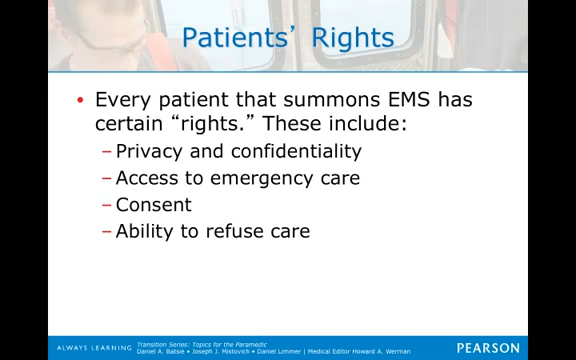 Patients’ Rights
• Every patient that summons EMS has
certain “rights.” These include:
– Privacy and confidentiality
– Access to emergency care
– Consent
– Ability to refuse care
ALWAYS LEARNING
Transition Series: Topics for the Paramedic
Daniel A. Batsie • Joseph J. Mistovich • Daniel Limmer | Medical Editor Howard A. Werman
PEARSON